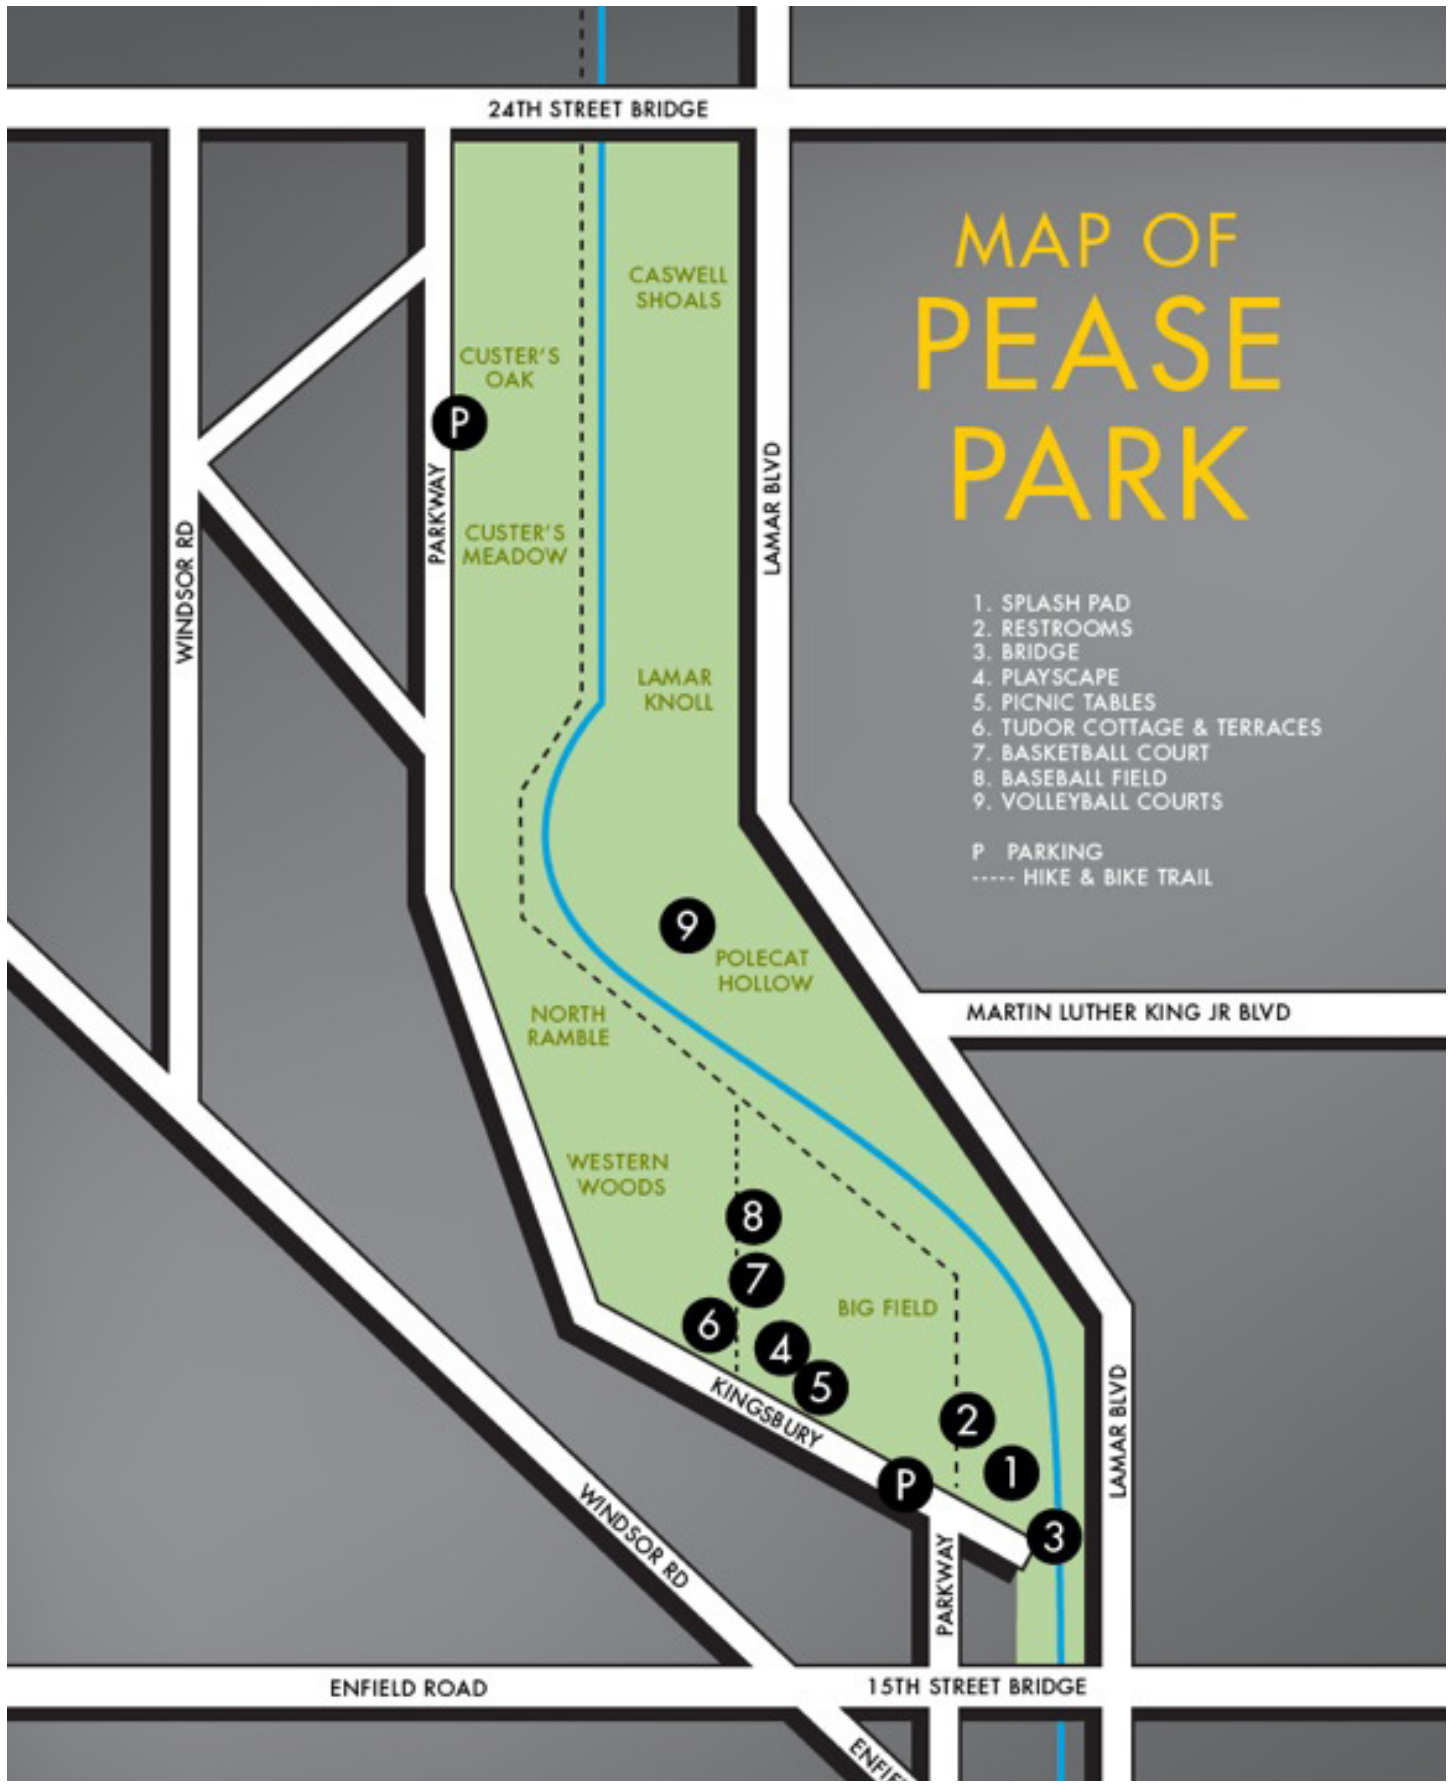 24TH STREET BRIDGE
MAP OF
PEASE
PARK
CASWELL
SHOALS
CUSTER'S
OAK
P
PARKWAY
LAMAR BLVD
WINDSOR RD
CUSTER'S
MEADOW
1. SPLASH PAD
2. RESTROOMS
3. BRIDGE
4. PLAYSCAPE
5. PICNIC TABLES
6. TUDOR COTTAGE & TERRACES
7. BASKETBALL COURT
8. BASEBALL FIELD
9. VOLLEYBALL COURTS
P PARKING
----- HIKE & BIKE TRAIL
LAMAR
KNOLL
9
POLECAT
HOLLOW
MARTIN LUTHER KING JR BLVD
NORTH
RAMBLE
WESTERN
WOODS
8
7
6
4
5
BIG FIELD
KINGSBURY
2
1
P
3
LAMAR BLVD
WINDSOR RD
PARKWAY
ENFIELD ROAD
15TH STREET BRIDGE